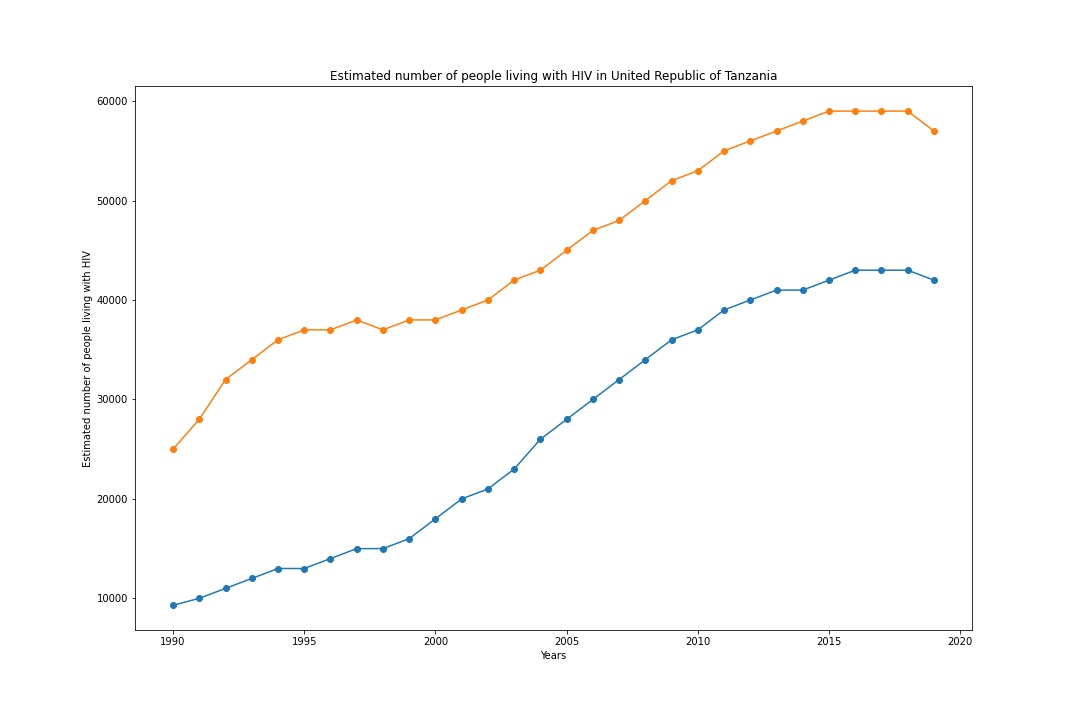 Estimated number of people living with HIV in United Republic of Tanzania
60000
50000
40000
30000
20000
10000
Estimated number of people living with HIV
1990 1995 2000 2005 2010 2015 2020
Years